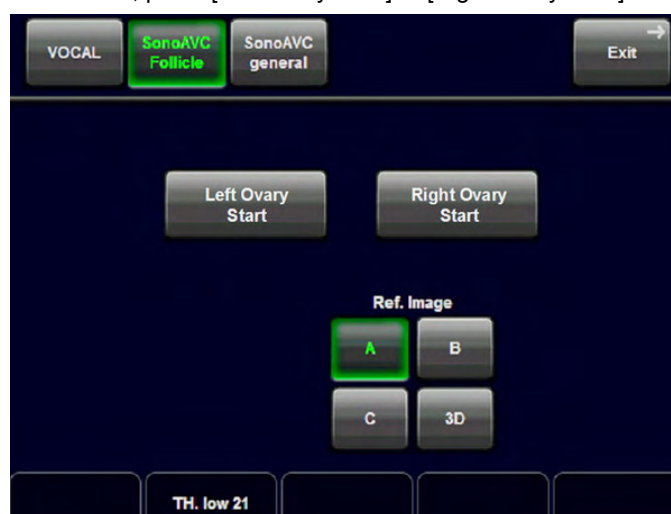 VOCAL
SonoAVC
Follicle
SonoAVC
general
Exit
Left Ovary
Start
Right Ovary
Start
Ref. Image
A
B
C
3D
TH. low 21